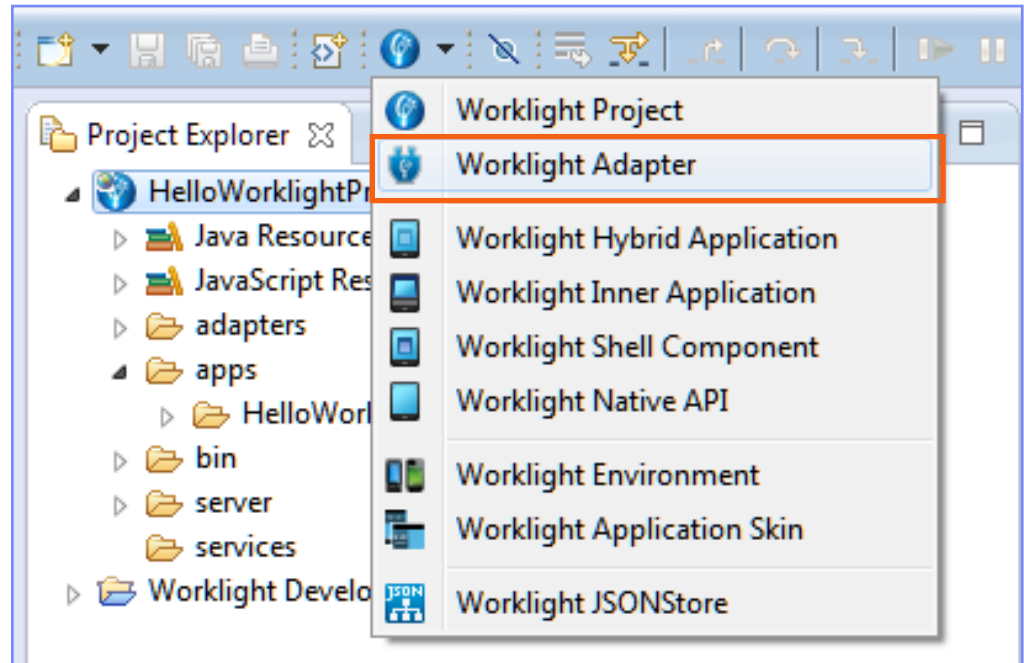 Worklight Project
Project Explorer
Worklight Adapter
HelloWorklightPr
Java Resource
Worklight Hybrid Application
JavaScript Res
Worklight Inner Application
adapters
Worklight Shell Component
apps
Worklight Native API
HelloWorl
bin
Worklight Environment
server
Worklight Application Skin
services
Worklight Develo
JSON
Worklight JSONStore